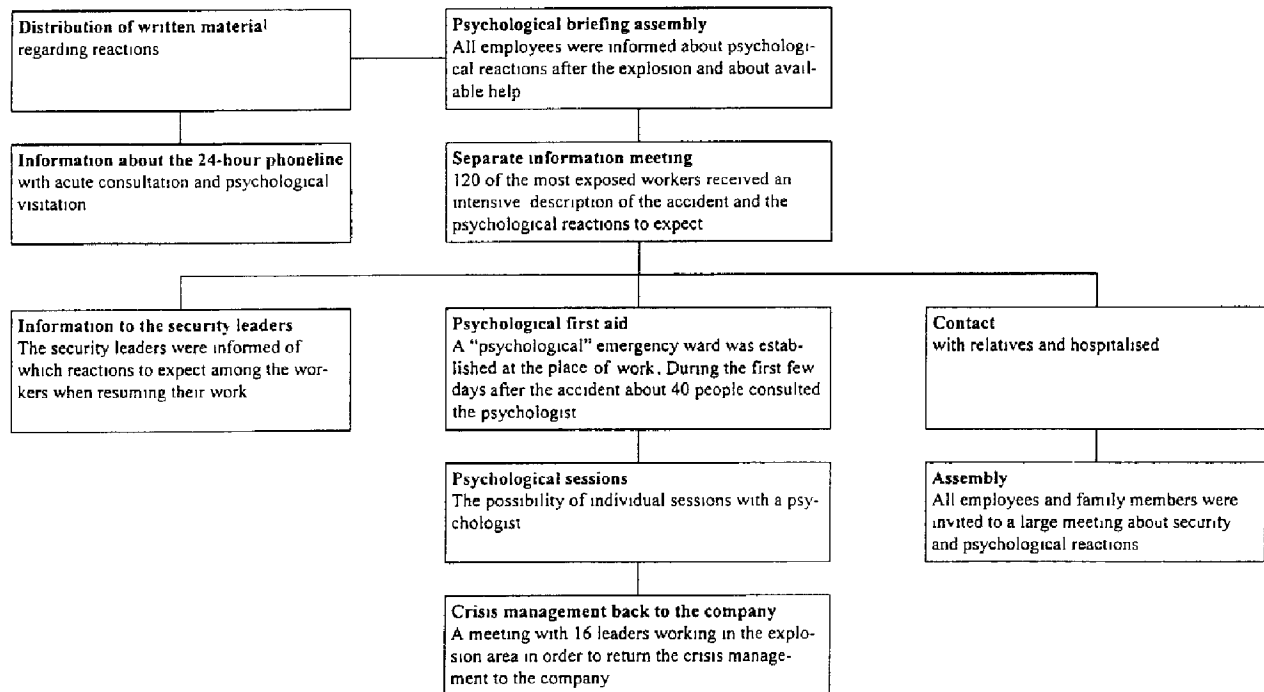 Distribution of written material
regarding reactions
Psychological briefing assembly
All employees were informed about psychologi-
cal reactions after the explosion and about avail-
able help
Information about the 24-hour phoneline
with acute consultation and psychological
visitation
Separate information meeting
120 of the most exposed workers received an
intensive description of the accident and the
psychological reactions to expect
Information to the security leaders
The security leaders were informed of
which reactions to expect among the wor-
kers when resuming their work
Psychological first aid
A "psychological" emergency ward was estab-
lished at the place of work. During the first few
days after the accident about 40 people consulted
the psychologist
Contact
with relatives and hospitalised
Psychological sessions
The possibility of individual sessions with a psy-
chologist
Assembly
All employees and family members were
invited to a large meeting about security
and psychological reactions
Crisis management back to the company
A meeting with 16 leaders working in the explo-
sion area in order to return the crisis manage-
ment to the company